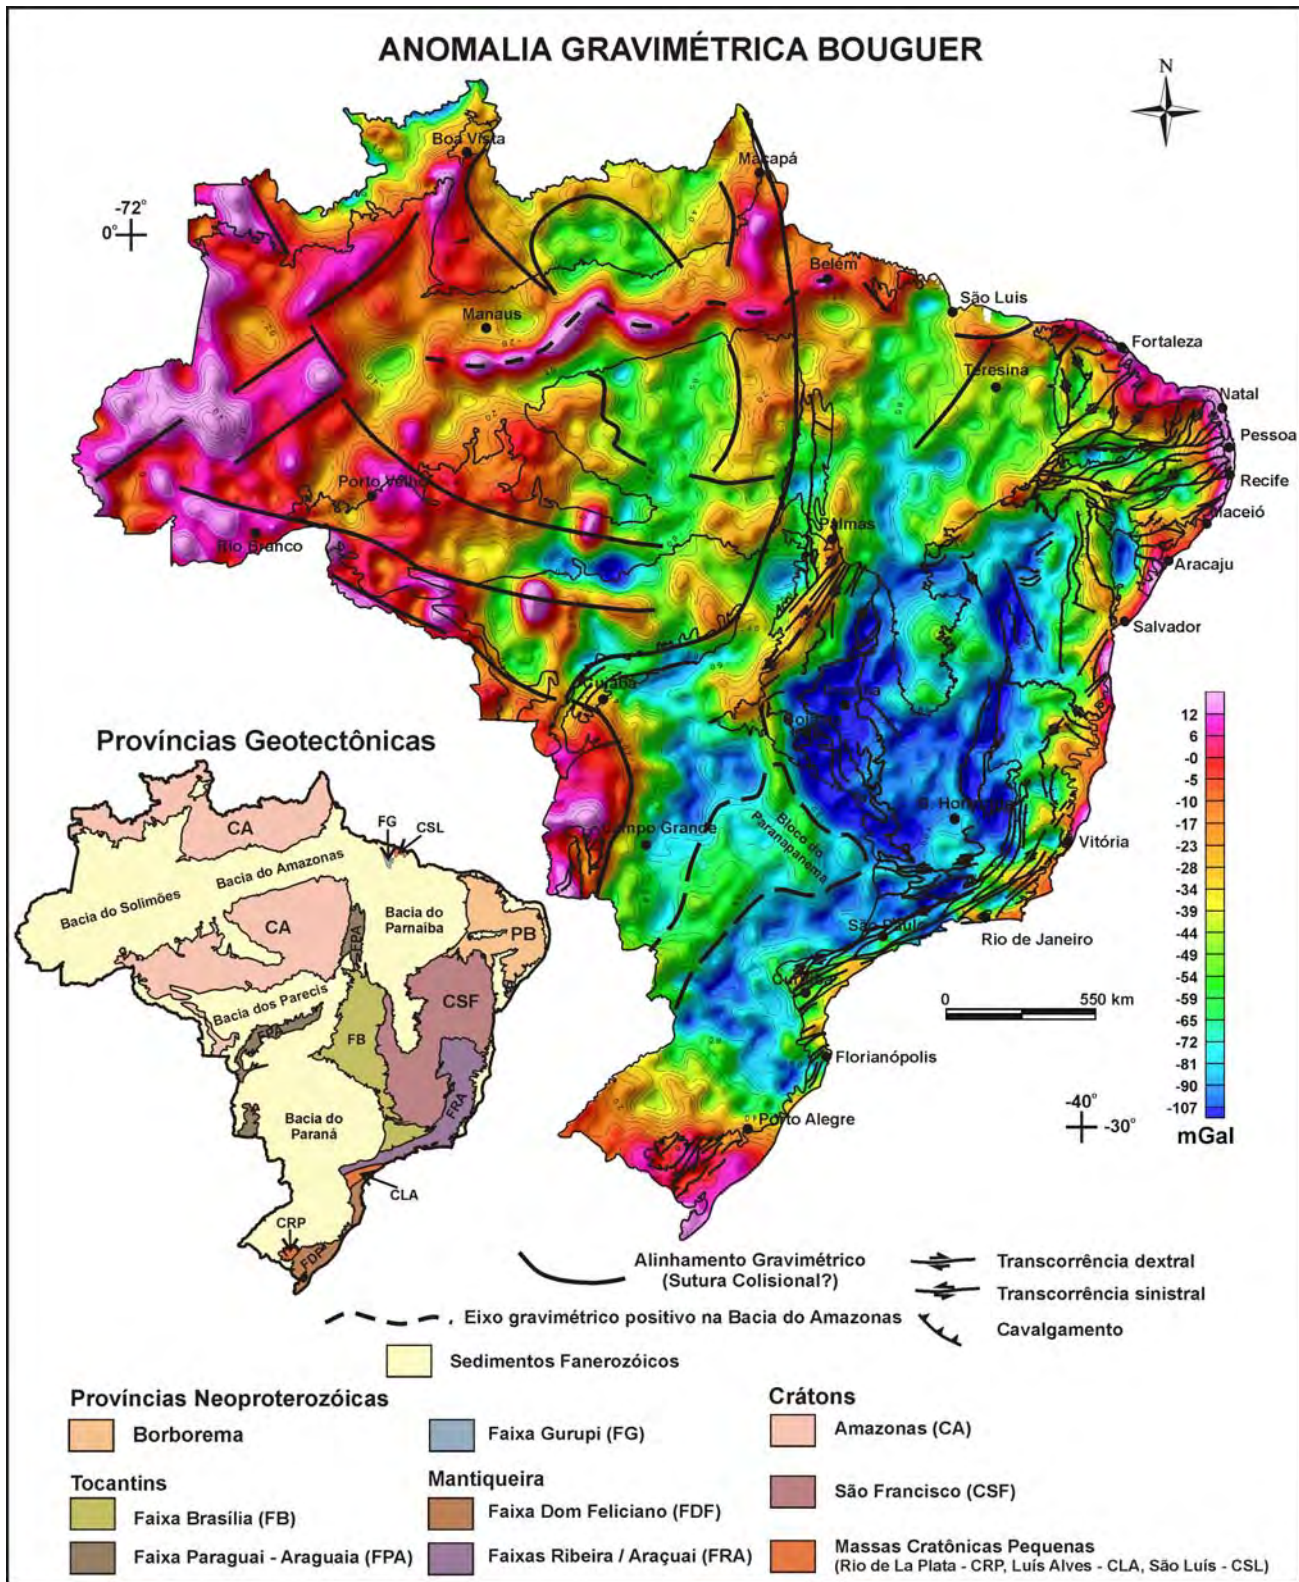 ANOMALIA GRAVIMÉTRICA BOUGUER
N
Boa Vista
Macapá
-72°
0°
Belém
São Luis
Manaus
Fortaleza
Teresina
Natal
Pessoa
Porto Velho
Recife
Maceió
Rio Branco
Palmas
Aracaju
Salvador
Cuiabá
12
6
-0
-5
-10
-17
-23
-28
-34
-39
-44
-49
-54
-59
-65
-72
-81
-90
-107
mGal
Províncias Geotectônicas
Campo Grande
Bloco do
Paranapanema
Vitória
São Paulo
Rio de Janeiro
Curitiba
0 550 km
Florianópolis
Porto Alegre
-40°
-30°
CA
FG
CSL
Bacia do Amazonas
Bacia do Solimões
CA
FPA
Bacia do
Parnaiba
PB
Bacia dos Parecis
FPA
CSF
FB
FRA
Bacia do
Paraná
CLA
CRP
FDF
Alinhamento Gravimétrico
(Sutura Colisional?)
Transcorrência dextral
Transcorrência sinistral
Eixo gravimétrico positivo na Bacia do Amazonas
Cavalgamento
Sedimentos Fanerozóicos
Províncias Neoproterozóicas
Crátons
Borborema
Faixa Gurupi (FG)
Amazonas (CA)
Tocantins
Mantiqueira
Faixa Brasília (FB)
Faixa Dom Feliciano (FDF)
São Francisco (CSF)
Faixa Paraguai - Araguaia (FPA)
Faixas Ribeira / Araçuai (FRA)
Massas Cratônicas Pequenas
(Rio de La Plata - CRP, Luís Alves - CLA, São Luís - CSL)